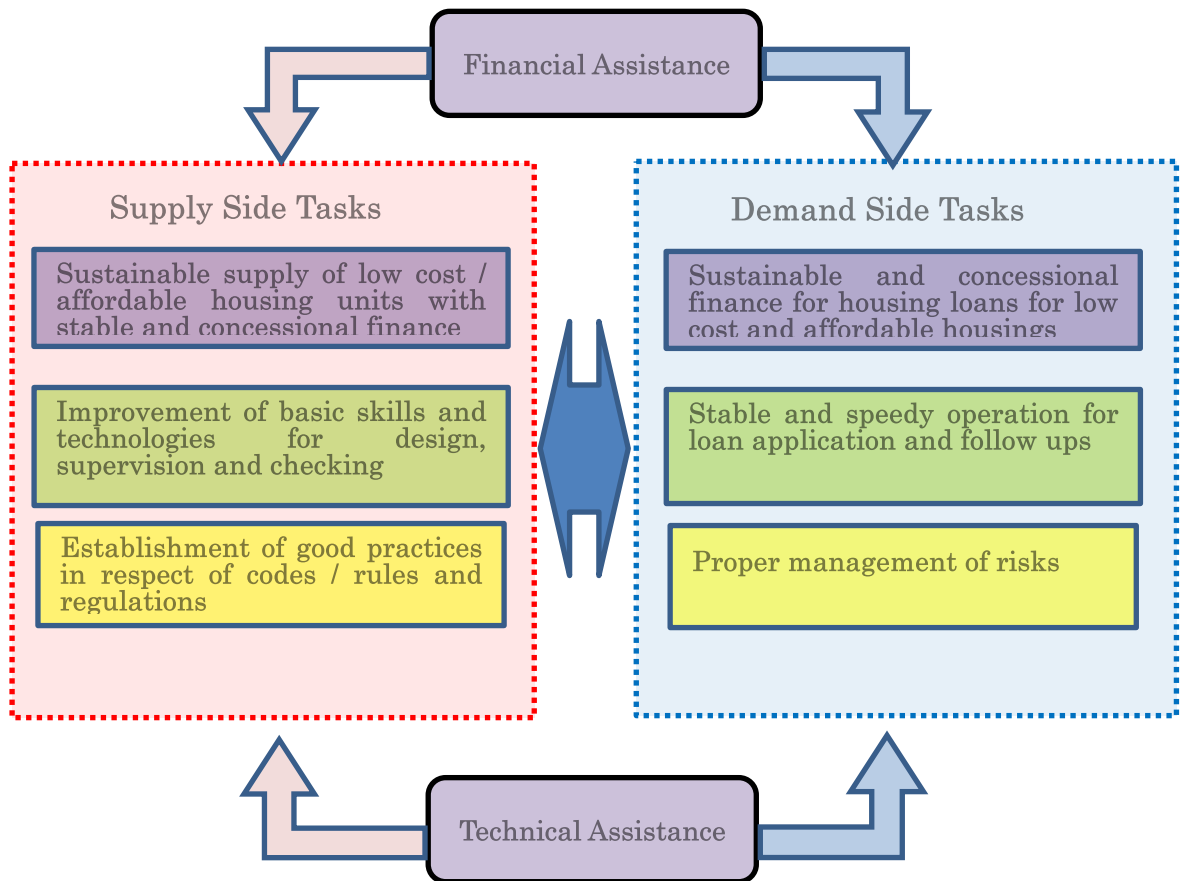 Financial Assistance
Supply Side Tasks
Sustainable supply of low cost /
affordable housing units with
stable and concessional finance
Improvement of basic skills and
technologies for design,
supervision and checking
Establishment of good practices
in respect of codes / rules and
regulations
Demand Side Tasks
Sustainable and concessional
finance for housing loans for low
cost and affordable housings
Stable and speedy operation for
loan application and follow ups
Proper management of risks
Technical Assistance